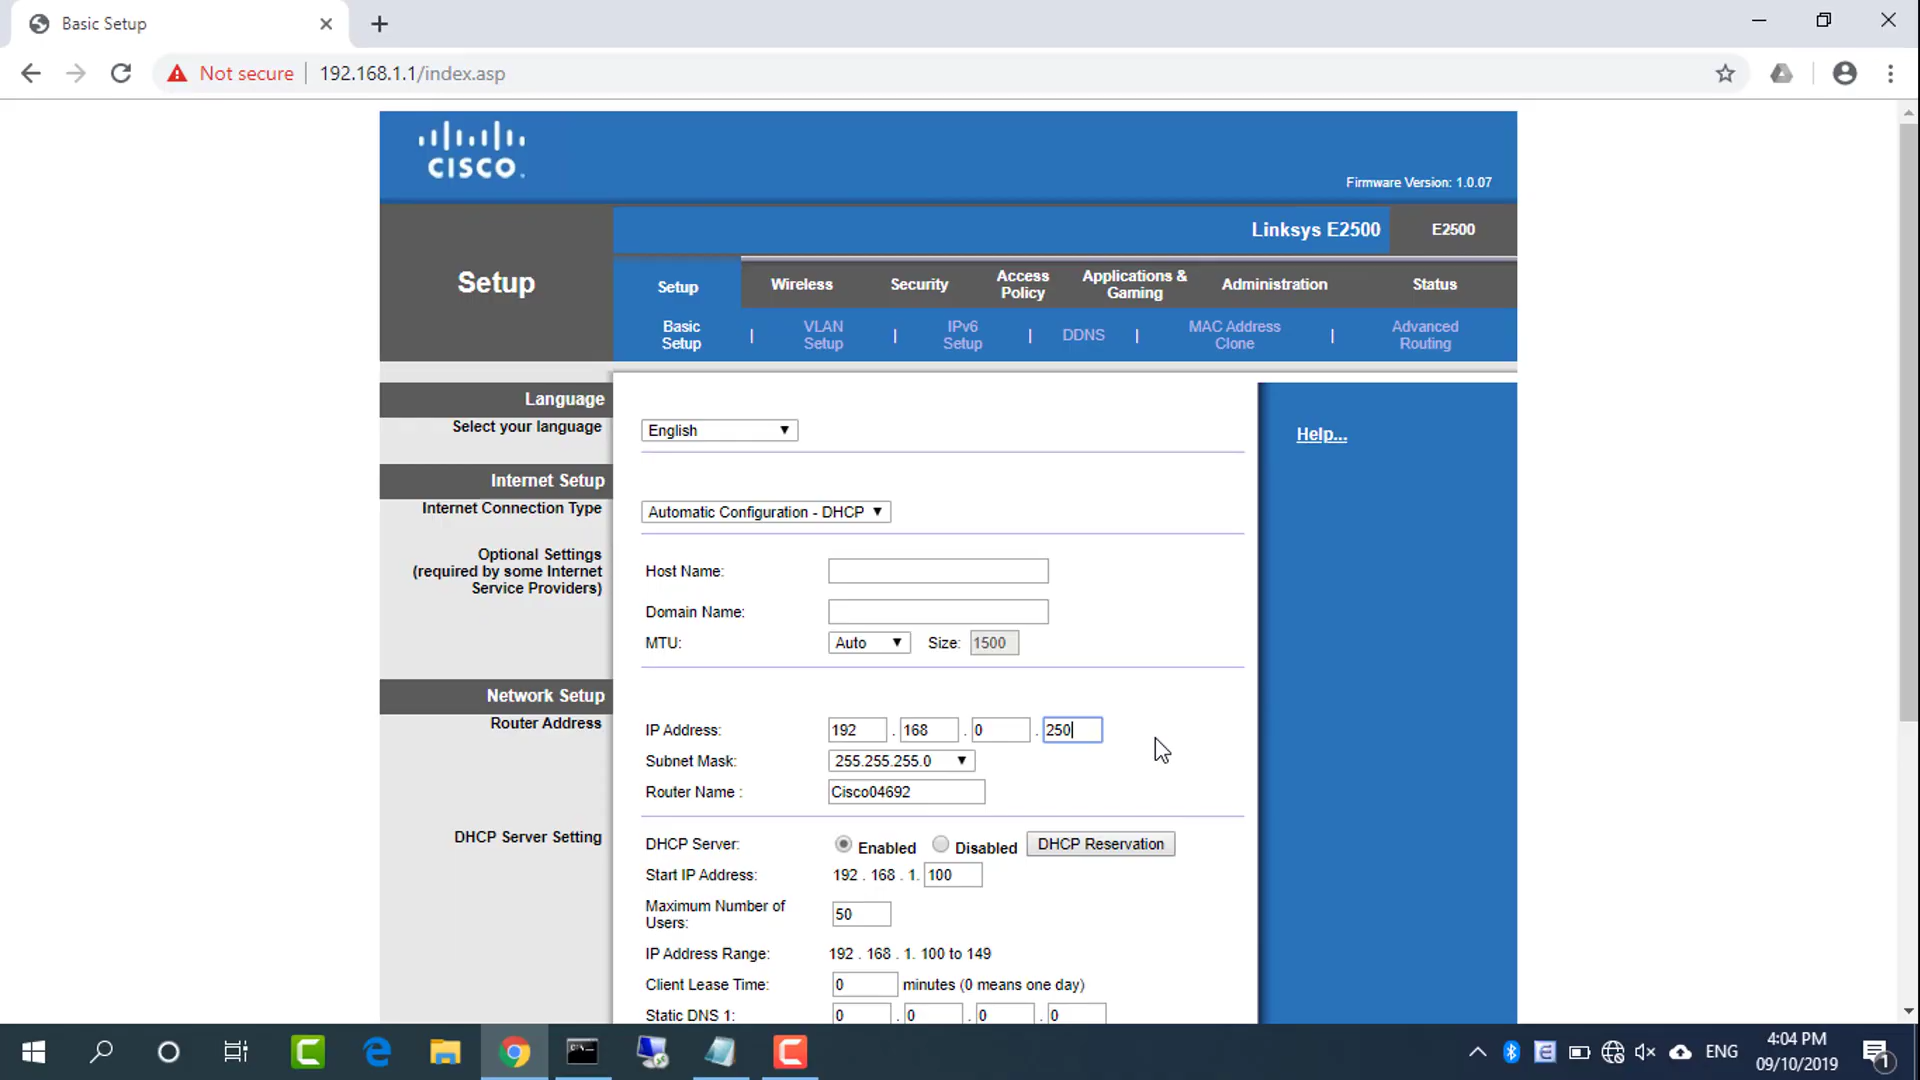 Basic Setup
Not secure
192.168.1.1/index.asp
CISCO.
Firmware Version: 1.0.07
Linksys E2500
E2500
Setup
Setup
Wireless
Security
Access Policy
Applications & Gaming
Administration
Status
Basic Setup
|
VLAN Setup
|
IPv6 Setup
|
DDNS
|
MAC Address Clone
|
Advanced Routing
Language
Select your language
English
Help...
Internet Setup
Internet Connection Type
Automatic Configuration - DHCP
Optional Settings
(required by some Internet
Service Providers)
Host Name:
Domain Name:
MTU:
Auto
Size:
1500
Network Setup
Router Address
IP Address:
192 . 168 . 0 . 250
Subnet Mask:
255.255.255.0
Router Name :
Cisco04692
DHCP Server Setting
DHCP Server:
Enabled
Disabled
DHCP Reservation
Start IP Address:
192 . 168 . 1. 100
Maximum Number of
Users:
50
IP Address Range:
192 . 168 . 1. 100 to 149
Client Lease Time:
0
minutes (0 means one day)
Static DNS 1:
0 . 0 . 0 . 0
ENG
4:04 PM
09/10/2019
1